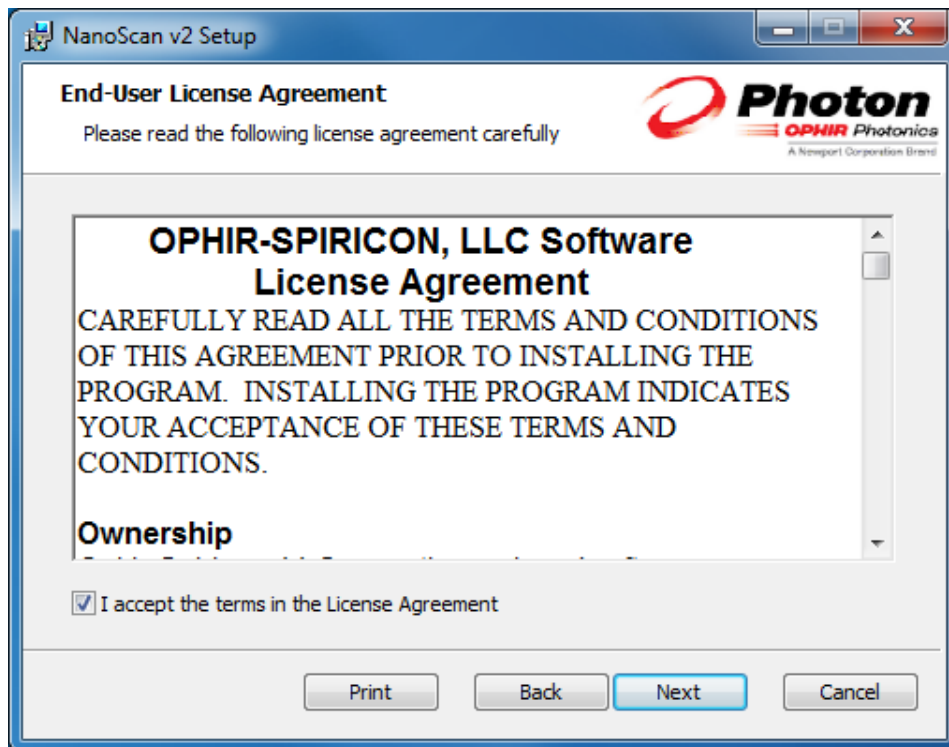 NanoScan v2 Setup
End-User License Agreement
Please read the following license agreement carefully
Photon
OPHIR Photonics
A Newport Corporation Brand
OPHIR-SPIRICON, LLC Software
License Agreement
CAREFULLY READ ALL THE TERMS AND CONDITIONS
OF THIS AGREEMENT PRIOR TO INSTALLING THE
PROGRAM.  INSTALLING THE PROGRAM INDICATES
YOUR ACCEPTANCE OF THESE TERMS AND
CONDITIONS.
Ownership
I accept the terms in the License Agreement
Print Back Next Cancel